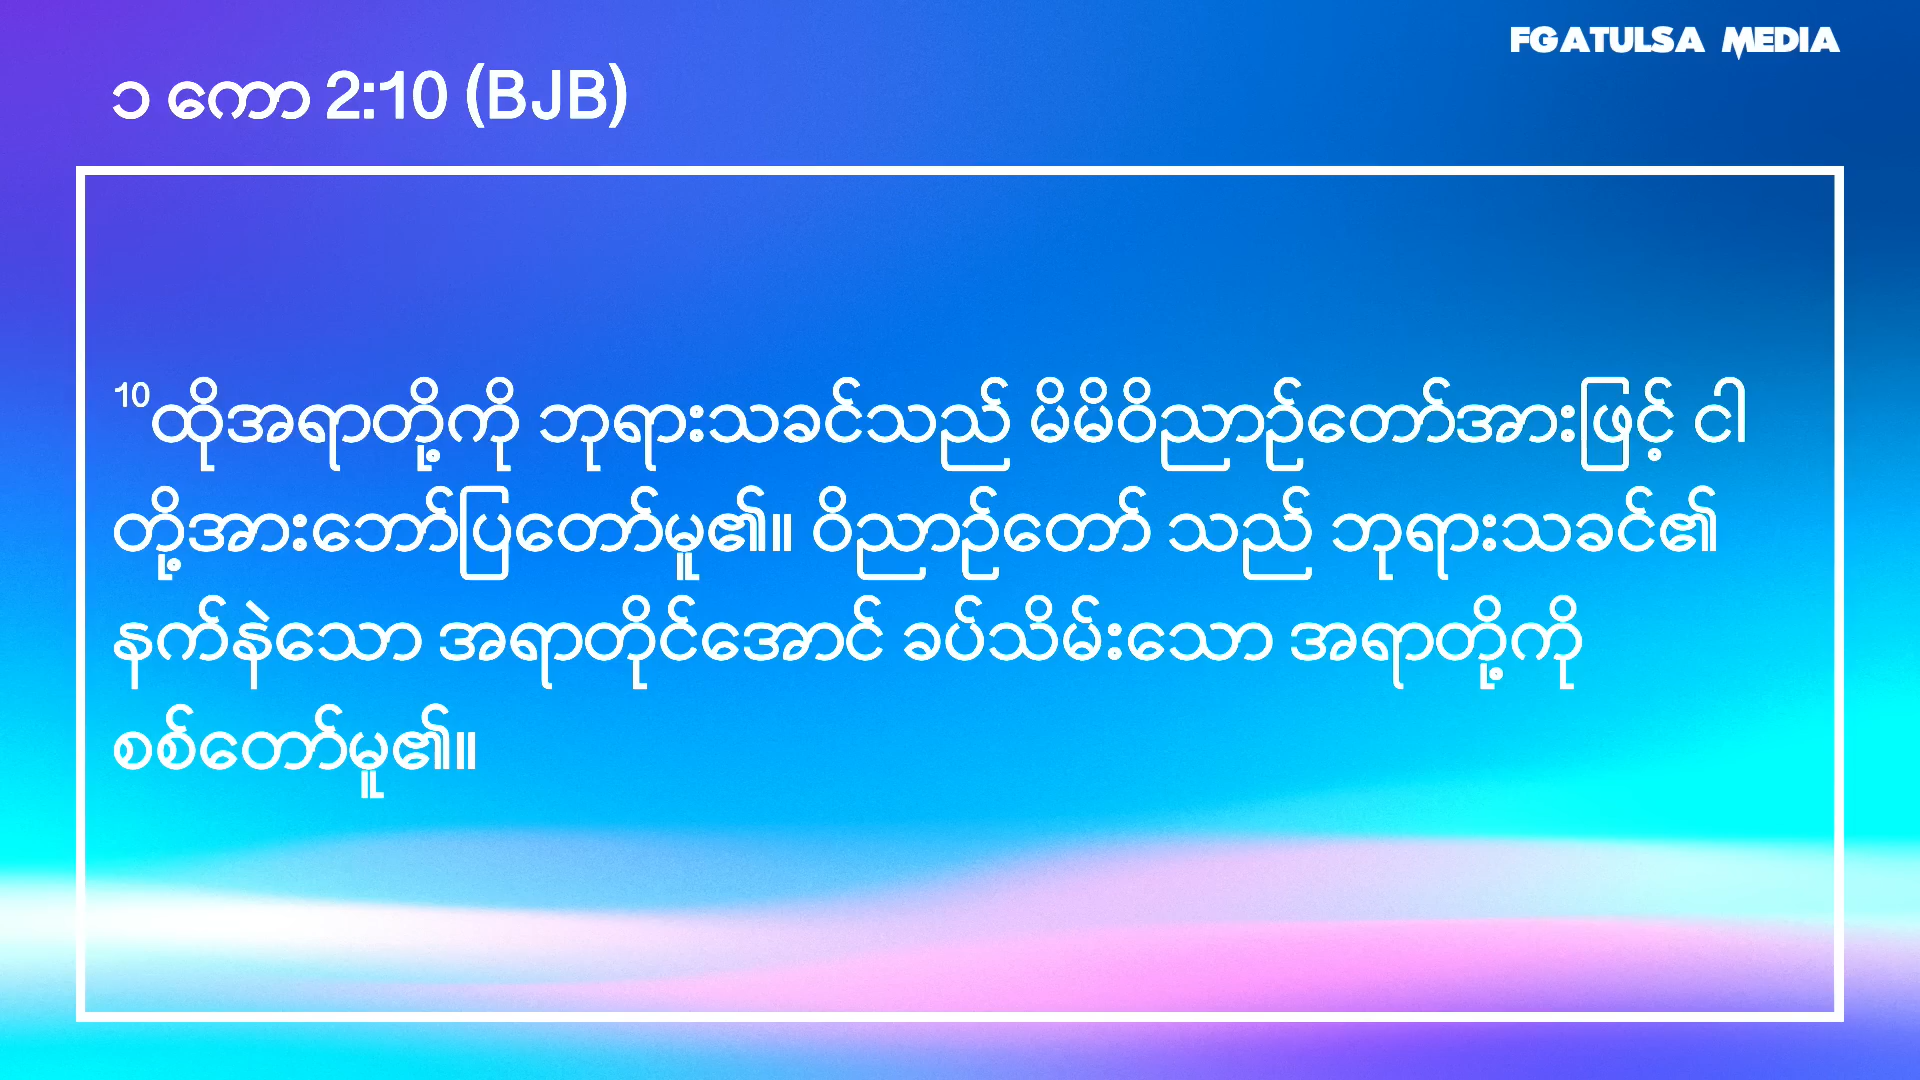 FGATULSA MEDIA
၁ ကော 2:10 (BJB)
10ထိုအရာတို့ကို ဘုရားသခင်သည် မိမိဝိညာဉ်တော်အားဖြင့် ငါ
တို့အားဘော်ပြတော်မူ၏။ ဝိညာဉ်တော် သည် ဘုရားသခင်၏
နက်နဲသော အရာတိုင်အောင် ခပ်သိမ်းသော အရာတို့ကို
စစ်တော်မူ၏။